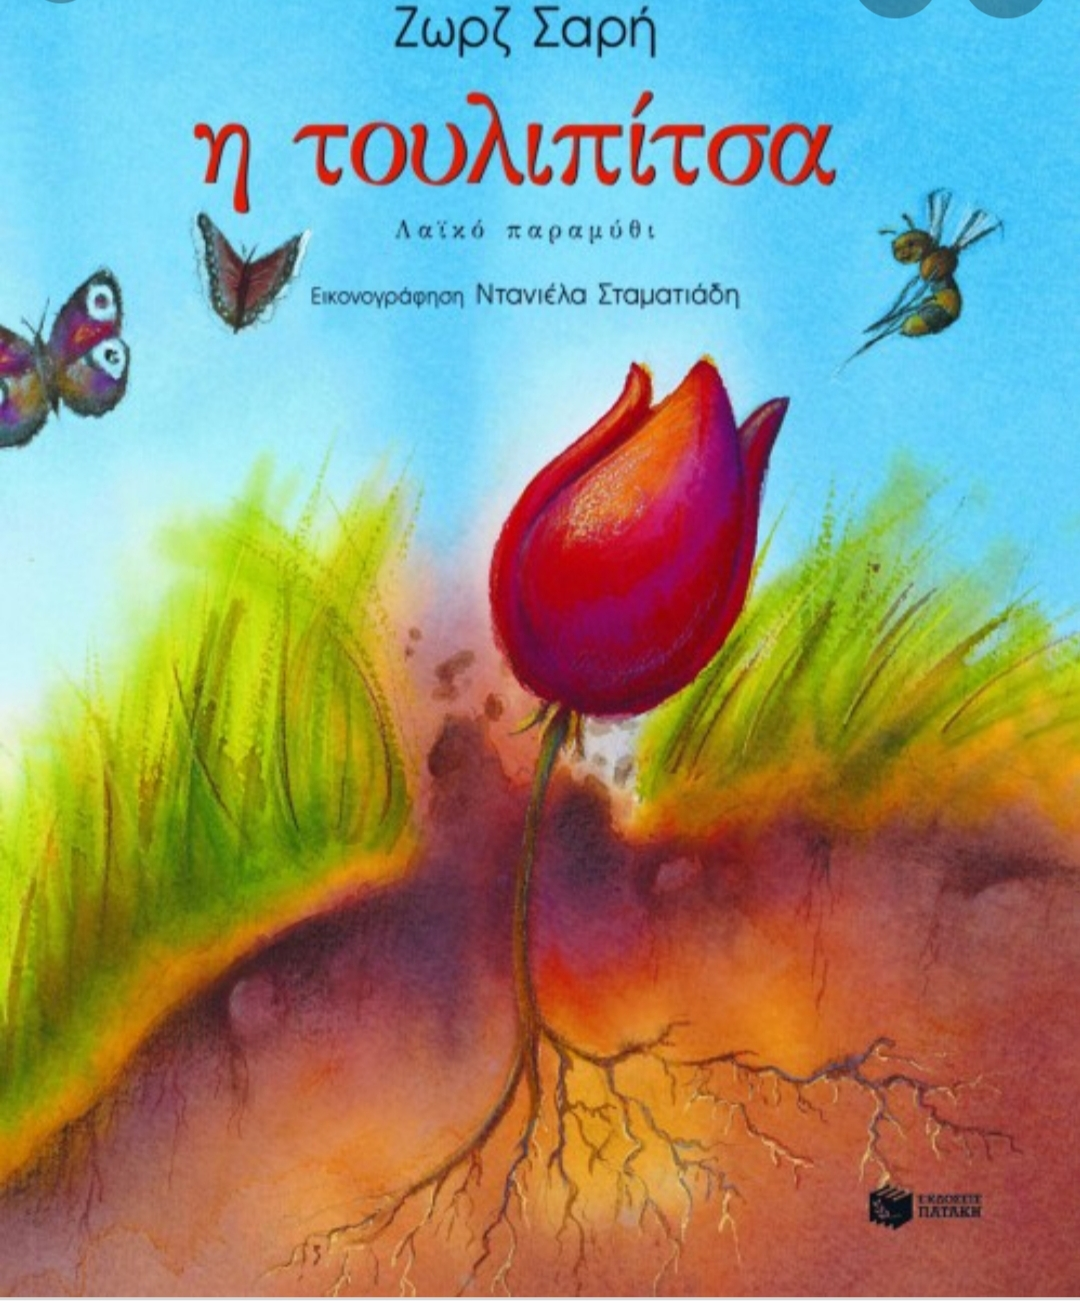 Ζωρζ Σαρή
η τουλιπίτσα
Λαϊκό παραμύθι
Εικονογράφηση Ντανιέλα Σταματιάδη
ΕΚΔΟΣΕΙΣ
ΠΑΤΑΚΗ